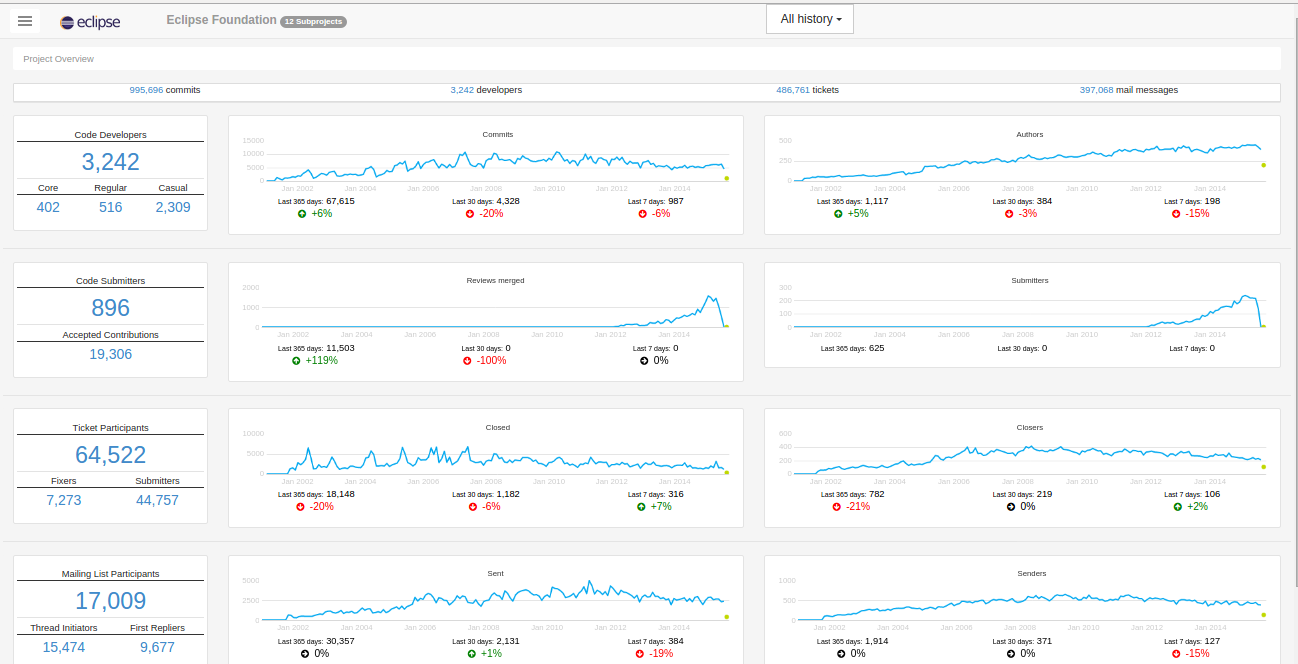 eclipse
Eclipse Foundation 12 Subprojects
All history
Project Overview
995,696 commits
3,242 developers
486,761 tickets
397,068 mail messages
Code Developers
3,242
Core Regular Casual
402 516 2,309
Commits
15000
10000
5000
0
Jan 2002 Jan 2004 Jan 2006 Jan 2008 Jan 2010 Jan 2012 Jan 2014
Last 365 days: 67,615 Last 30 days: 4,328 Last 7 days: 987
+6% -20% -6%
Authors
500
250
0
Jan 2002 Jan 2004 Jan 2006 Jan 2008 Jan 2010 Jan 2012 Jan 2014
Last 365 days: 1,117 Last 30 days: 384 Last 7 days: 198
+5% -3% -15%
Code Submitters
896
Accepted Contributions
19,306
Reviews merged
2000
1000
0
Jan 2002 Jan 2004 Jan 2006 Jan 2008 Jan 2010 Jan 2012 Jan 2014
Last 365 days: 11,503 Last 30 days: 0 Last 7 days: 0
+119% -100% 0%
Submitters
300
200
100
0
Jan 2002 Jan 2004 Jan 2006 Jan 2008 Jan 2010 Jan 2012 Jan 2014
Last 365 days: 625 Last 30 days: 0 Last 7 days: 0
Ticket Participants
64,522
Fixers Submitters
7,273 44,757
Closed
10000
5000
0
Jan 2002 Jan 2004 Jan 2006 Jan 2008 Jan 2010 Jan 2012 Jan 2014
Last 365 days: 18,148 Last 30 days: 1,182 Last 7 days: 316
-20% -6% +7%
Closers
600
400
200
0
Jan 2002 Jan 2004 Jan 2006 Jan 2008 Jan 2010 Jan 2012 Jan 2014
Last 365 days: 782 Last 30 days: 219 Last 7 days: 106
-21% 0% +2%
Mailing List Participants
17,009
Thread Initiators First Repliers
15,474 9,677
Sent
5000
2500
0
Jan 2002 Jan 2004 Jan 2006 Jan 2008 Jan 2010 Jan 2012 Jan 2014
Last 365 days: 30,357 Last 30 days: 2,131 Last 7 days: 384
0% +1% -19%
Senders
1000
500
0
Jan 2002 Jan 2004 Jan 2006 Jan 2008 Jan 2010 Jan 2012 Jan 2014
Last 365 days: 1,914 Last 30 days: 371 Last 7 days: 127
0% 0% -15%